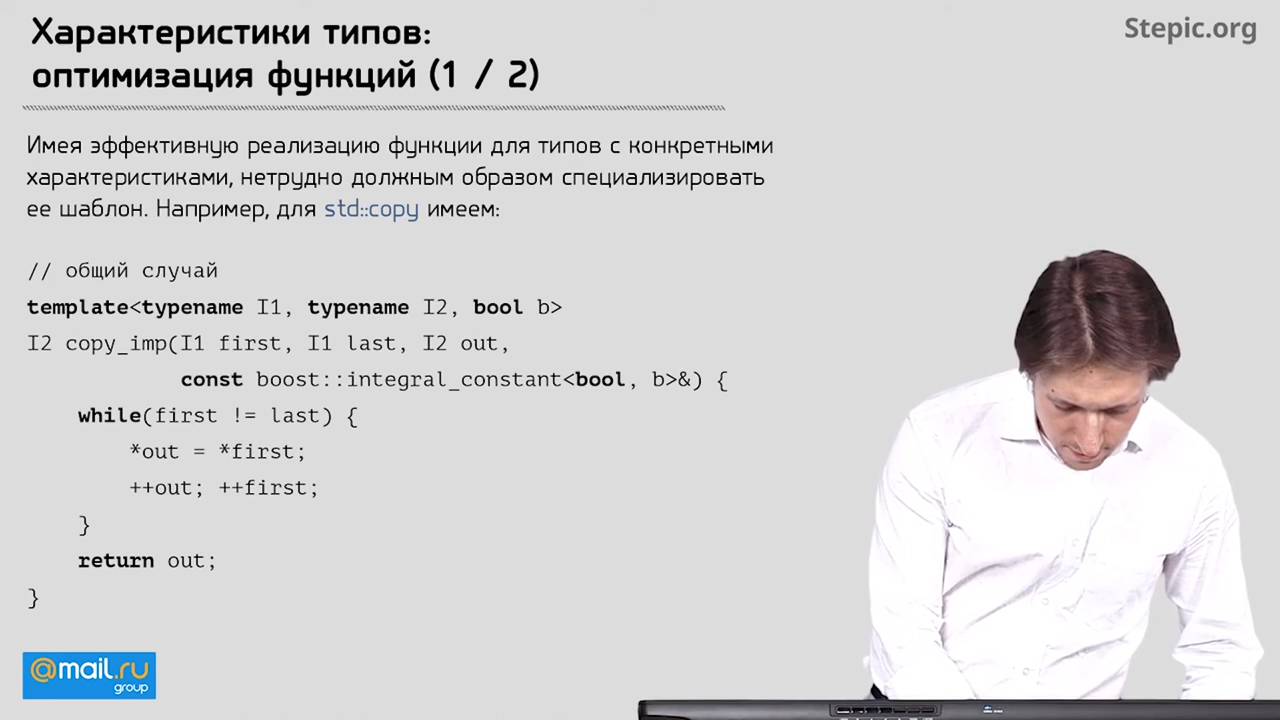 Характеристики типов:
оптимизация функций (1 / 2)
Stepic.org
Имея эффективную реализацию функции для типов с конкретными
характеристиками, нетрудно должным образом специализировать
ее шаблон. Например, для std::copy имеем:
// общий случай
template<typename I1, typename I2, bool b>
I2 copy_imp(I1 first, I1 last, I2 out,
const boost::integral_constant<bool, b>&) {
while(first != last) {
*out = *first;
++out; ++first;
}
return out;
}
@mail.ru
group